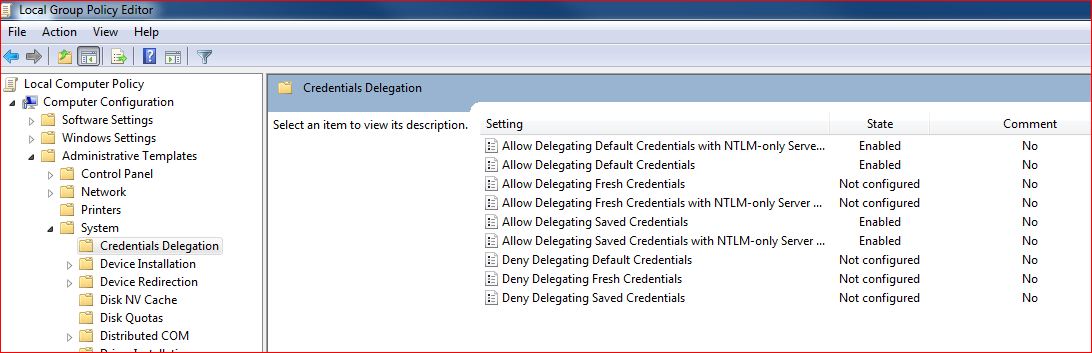 Local Group Policy Editor
File Action View Help
Local Computer Policy
Computer Configuration
Software Settings
Windows Settings
Administrative Templates
Control Panel
Network
Printers
System
Credentials Delegation
Device Installation
Device Redirection
Disk NV Cache
Disk Quotas
Distributed COM
Credentials Delegation
Select an item to view its description.
Setting State Comment
Allow Delegating Default Credentials with NTLM-only Serve... Enabled No
Allow Delegating Default Credentials Enabled No
Allow Delegating Fresh Credentials Not configured No
Allow Delegating Fresh Credentials with NTLM-only Server ... Not configured No
Allow Delegating Saved Credentials Enabled No
Allow Delegating Saved Credentials with NTLM-only Server ... Enabled No
Deny Delegating Default Credentials Not configured No
Deny Delegating Fresh Credentials Not configured No
Deny Delegating Saved Credentials Not configured No